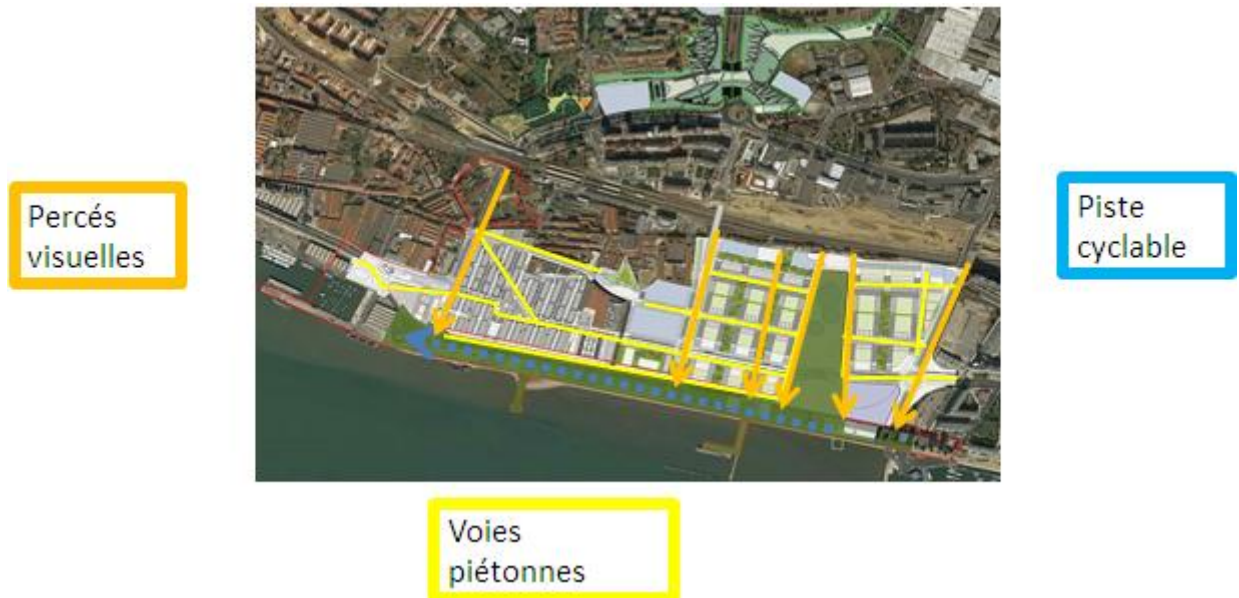 Percés
visuelles
Piste
cyclable
Voies
piétonnes